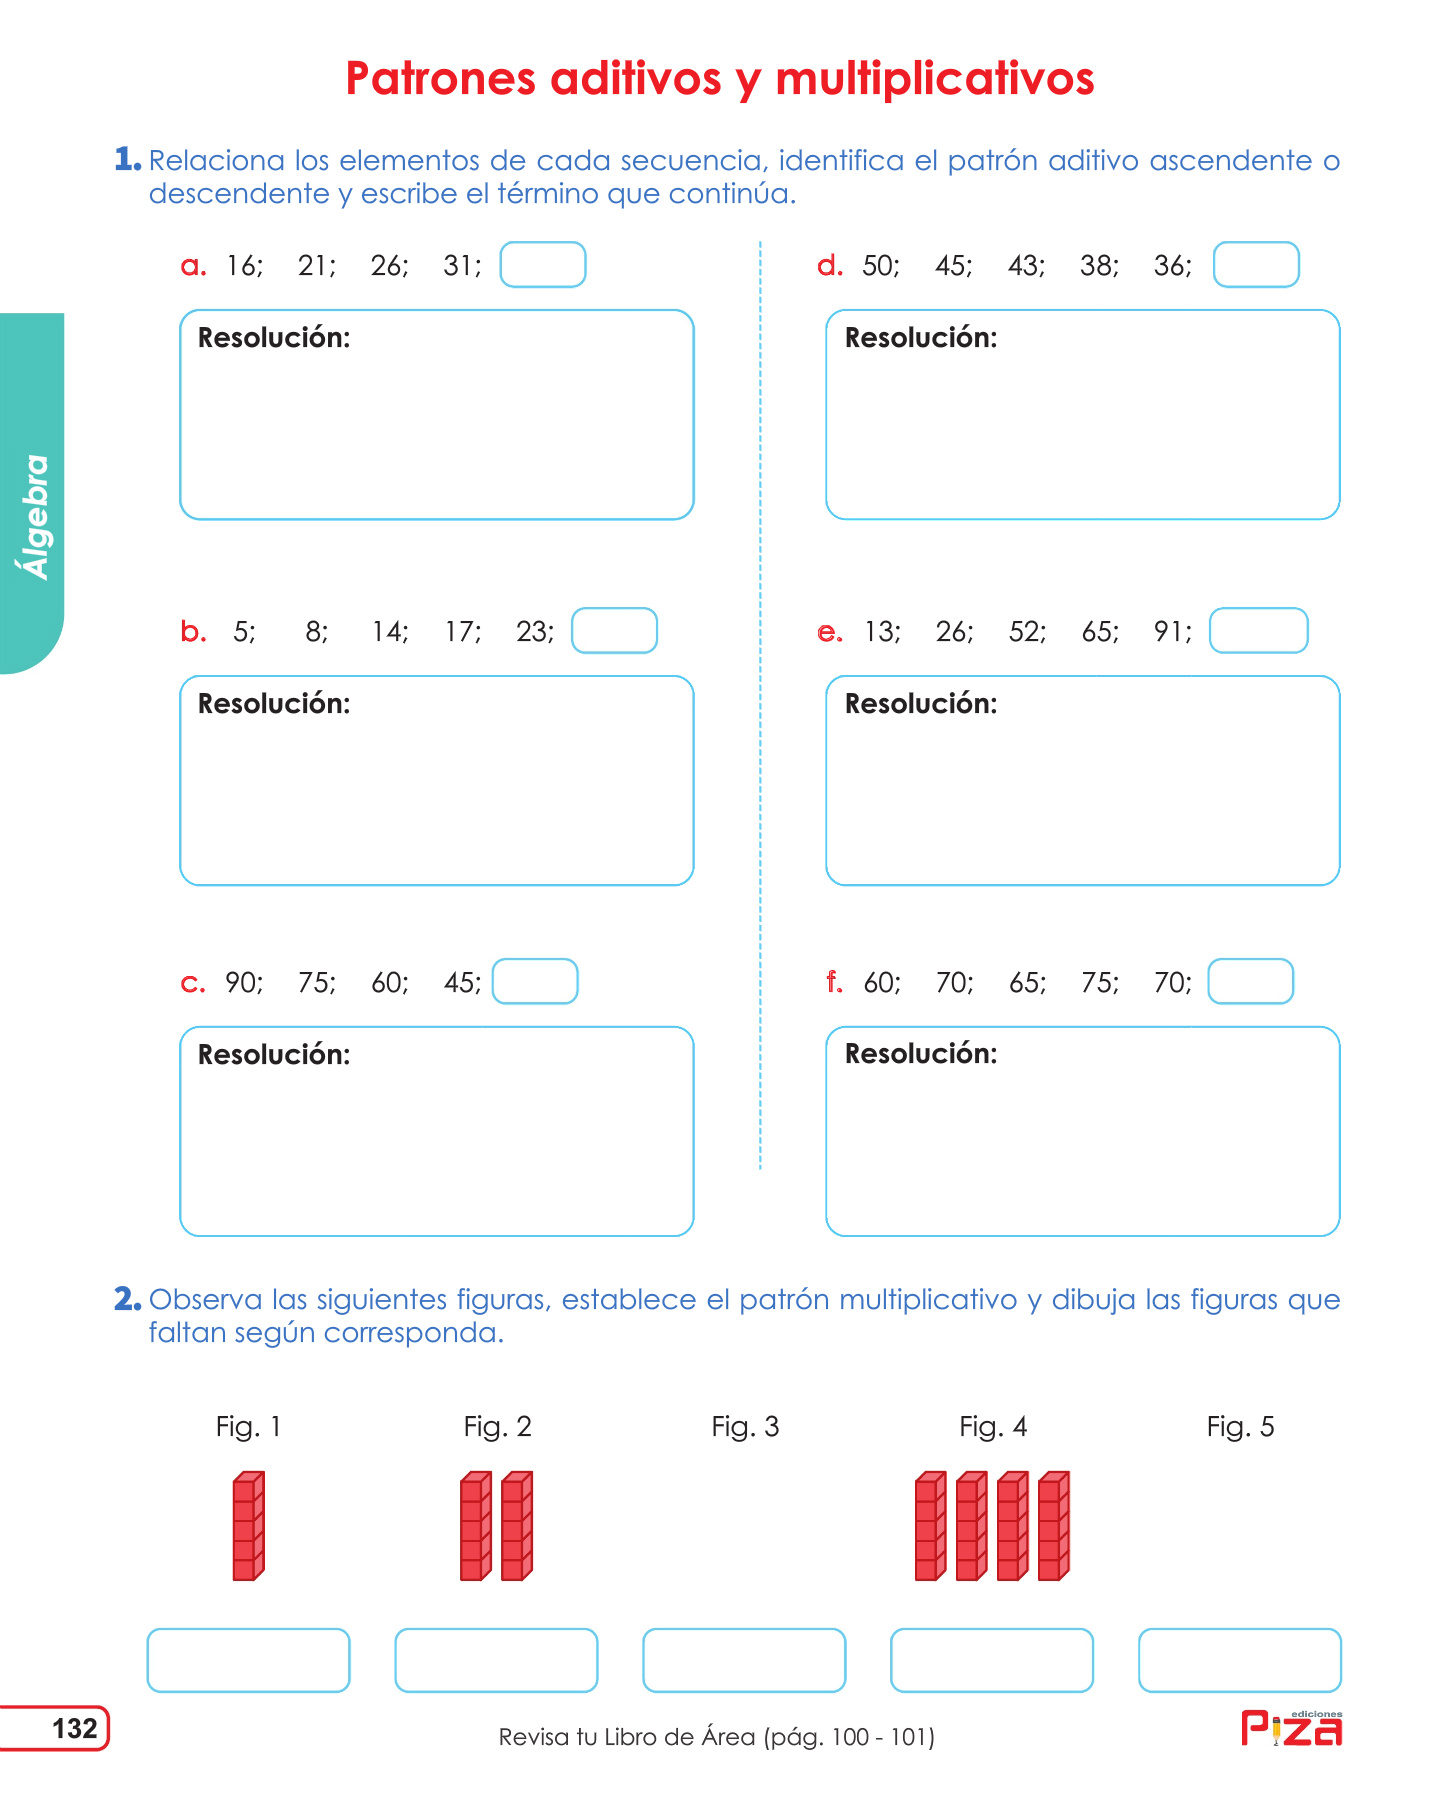 Patrones aditivos y multiplicativos
1. Relaciona los elementos de cada secuencia, identifica el patrón aditivo ascendente o
descendente y escribe el término que continúa.
a. 16; 21; 26; 31;
Resolución:
b. 5; 8; 14; 17; 23;
Resolución:
c. 90; 75; 60; 45;
Resolución:
d. 50; 45; 43; 38; 36;
Resolución:
e. 13; 26; 52; 65; 91;
Resolución:
f. 60; 70; 65; 75; 70;
Resolución:
Álgebra
2. Observa las siguientes figuras, establece el patrón multiplicativo y dibuja las figuras que
faltan según corresponda.
Fig. 1 Fig. 2 Fig. 3 Fig. 4 Fig. 5
132
Revisa tu Libro de Área (pág. 100 - 101)
ediciones
Piza